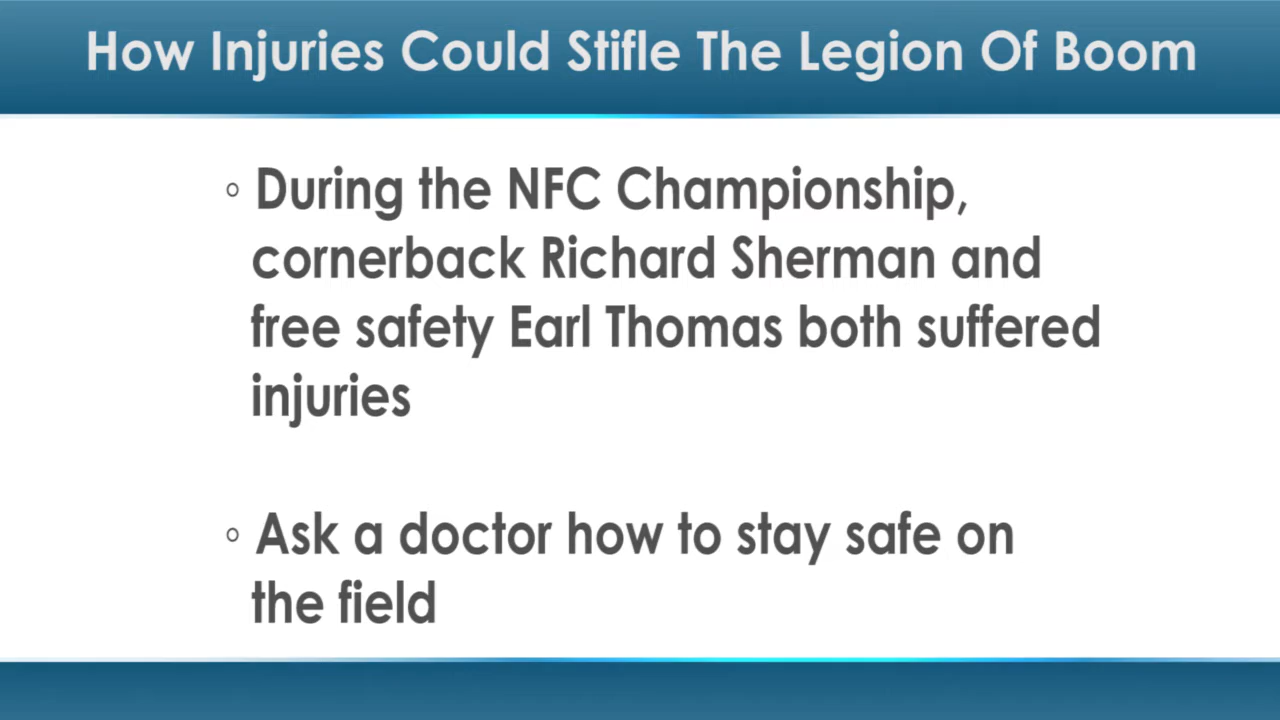 How Injuries Could Stifle The Legion Of Boom
◦ During the NFC Championship,
cornerback Richard Sherman and
free safety Earl Thomas both suffered
injuries
◦ Ask a doctor how to stay safe on
the field